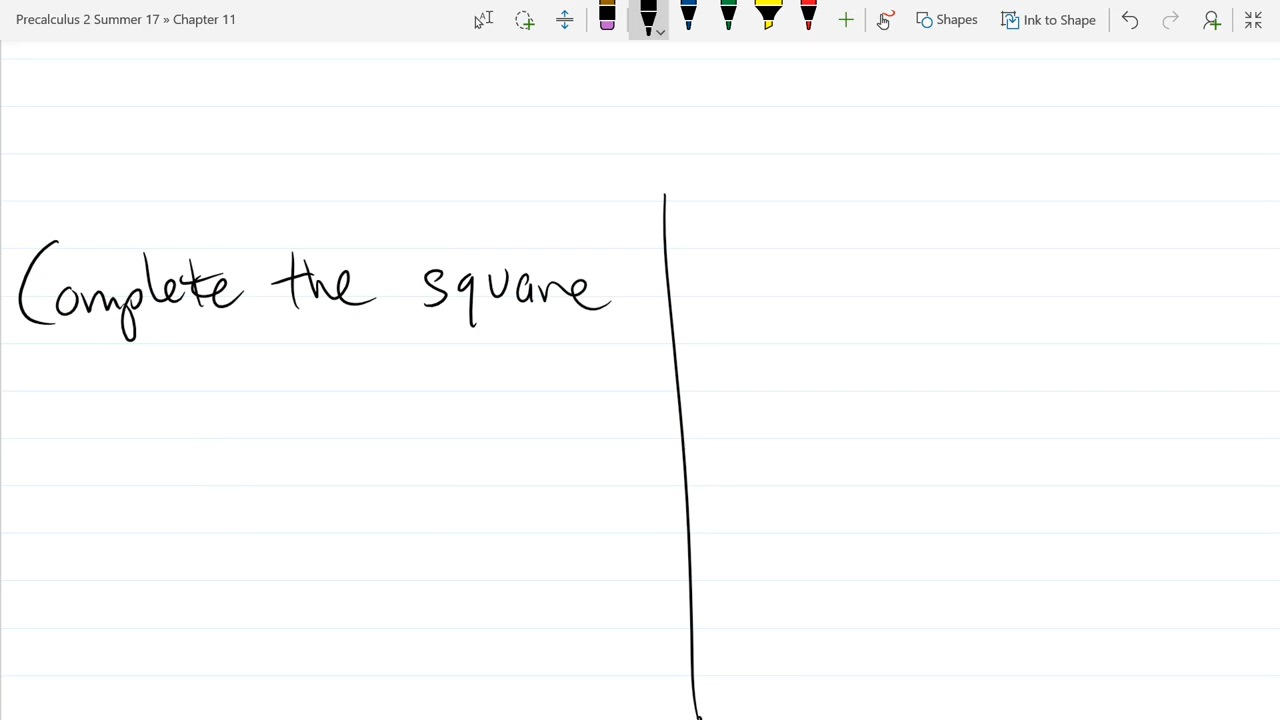 Precalculus 2 Summer 17 » Chapter 11
Shapes
Ink to Shape
Complete the square